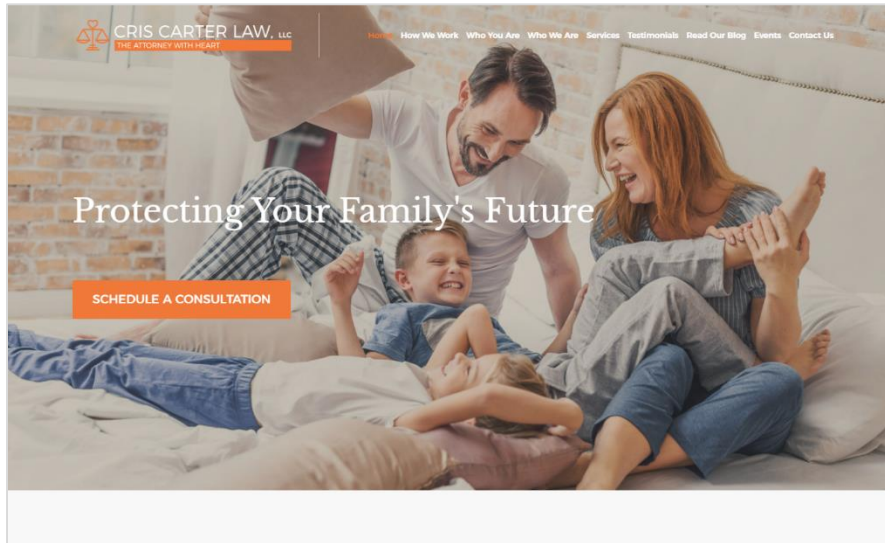 CRIS CARTER LAW, LLC
THE ATTORNEY WITH HEART
Home How We Work Who You Are Who We Are Services Testimonials Read Our Blog Events Contact Us
Protecting Your Family's Future
SCHEDULE A CONSULTATION